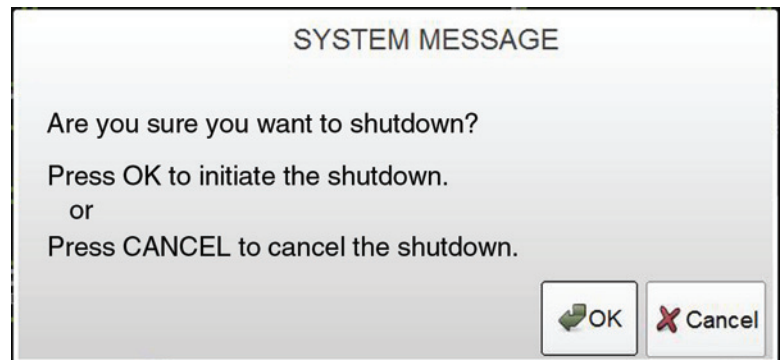 SYSTEM MESSAGE
Are you sure you want to shutdown?
Press OK to initiate the shutdown.
or
Press CANCEL to cancel the shutdown.
OK Cancel